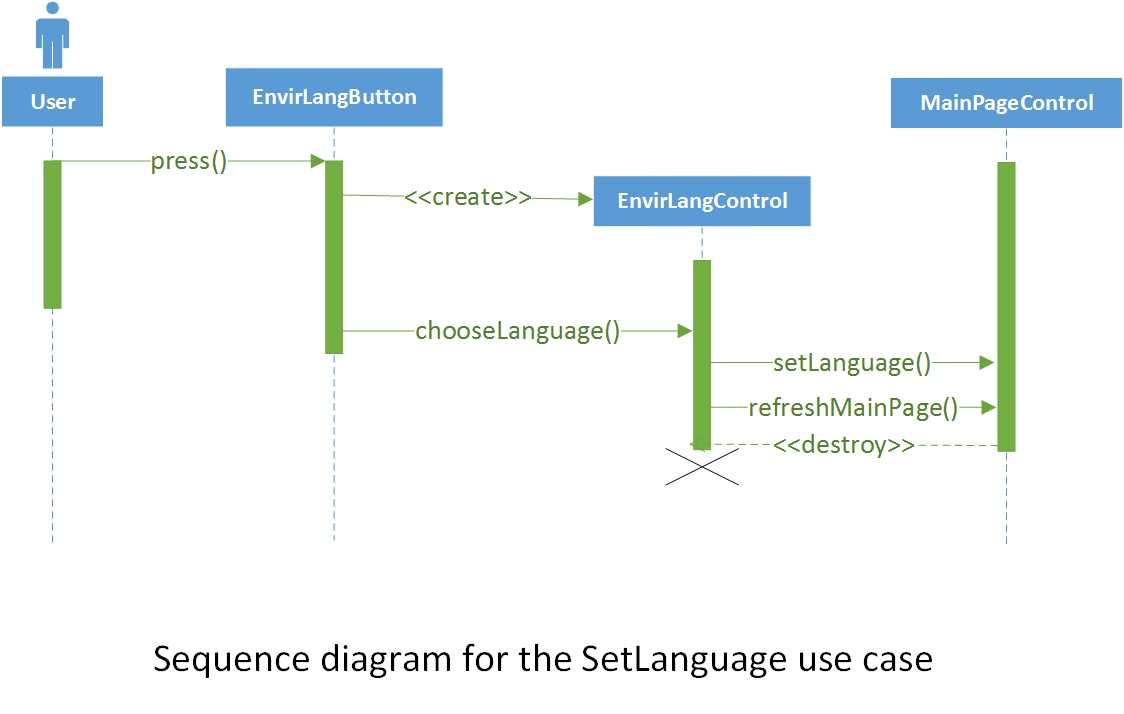 User
EnvirLangButton
MainPageControl
press()
<<create>>
EnvirLangControl
chooseLanguage()
setLanguage()
refreshMainPage()
<<destroy>>
Sequence diagram for the SetLanguage use case